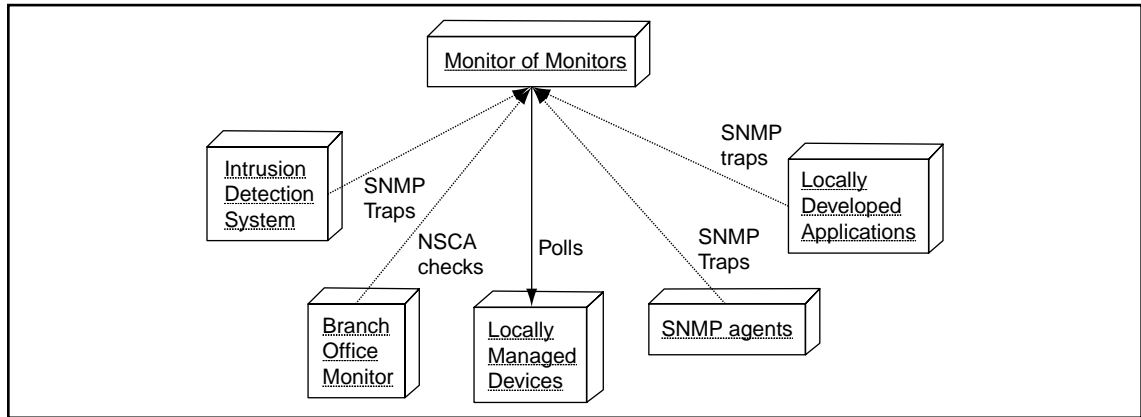 Monitor of Monitors
Intrusion
Detection
System
SNMP
Traps
SNMP
traps
Locally
Developed
Applications
NSCA
checks
Polls
SNMP
Traps
Branch
Office
Monitor
Locally
Managed
Devices
SNMP agents